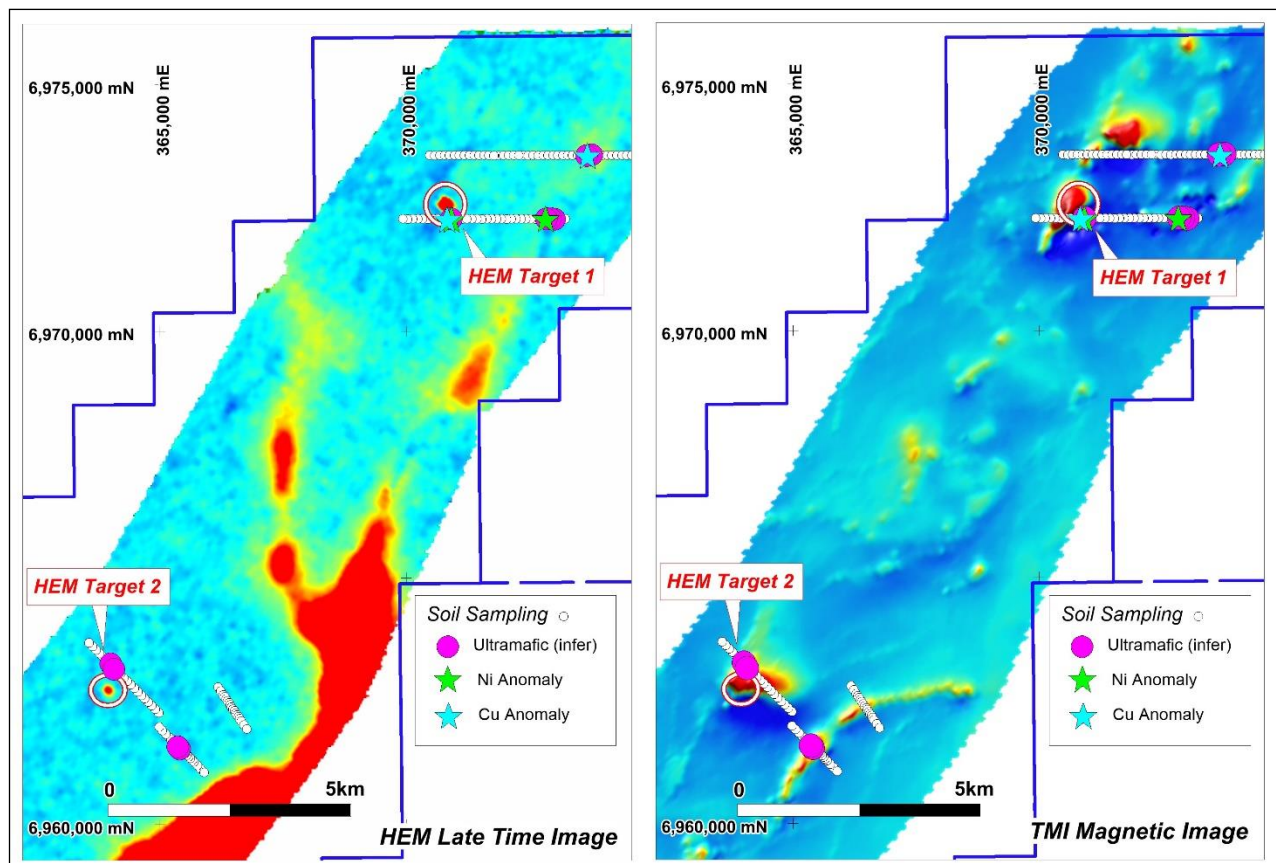 6,975,000 mN
365,000 mE
370,000 mE
HEM Target 1
6,970,000 mN
HEM Target 2
Soil Sampling
Ultramafic (infer)
Ni Anomaly
Cu Anomaly
0
5km
6,960,000 mN
HEM Late Time Image
6,975,000 mN
365,000 mE
370,000 mE
HEM Target 1
6,970,000 mN
HEM Target 2
Soil Sampling
Ultramafic (infer)
Ni Anomaly
Cu Anomaly
0
5km
6,960,000 mN
TMI Magnetic Image